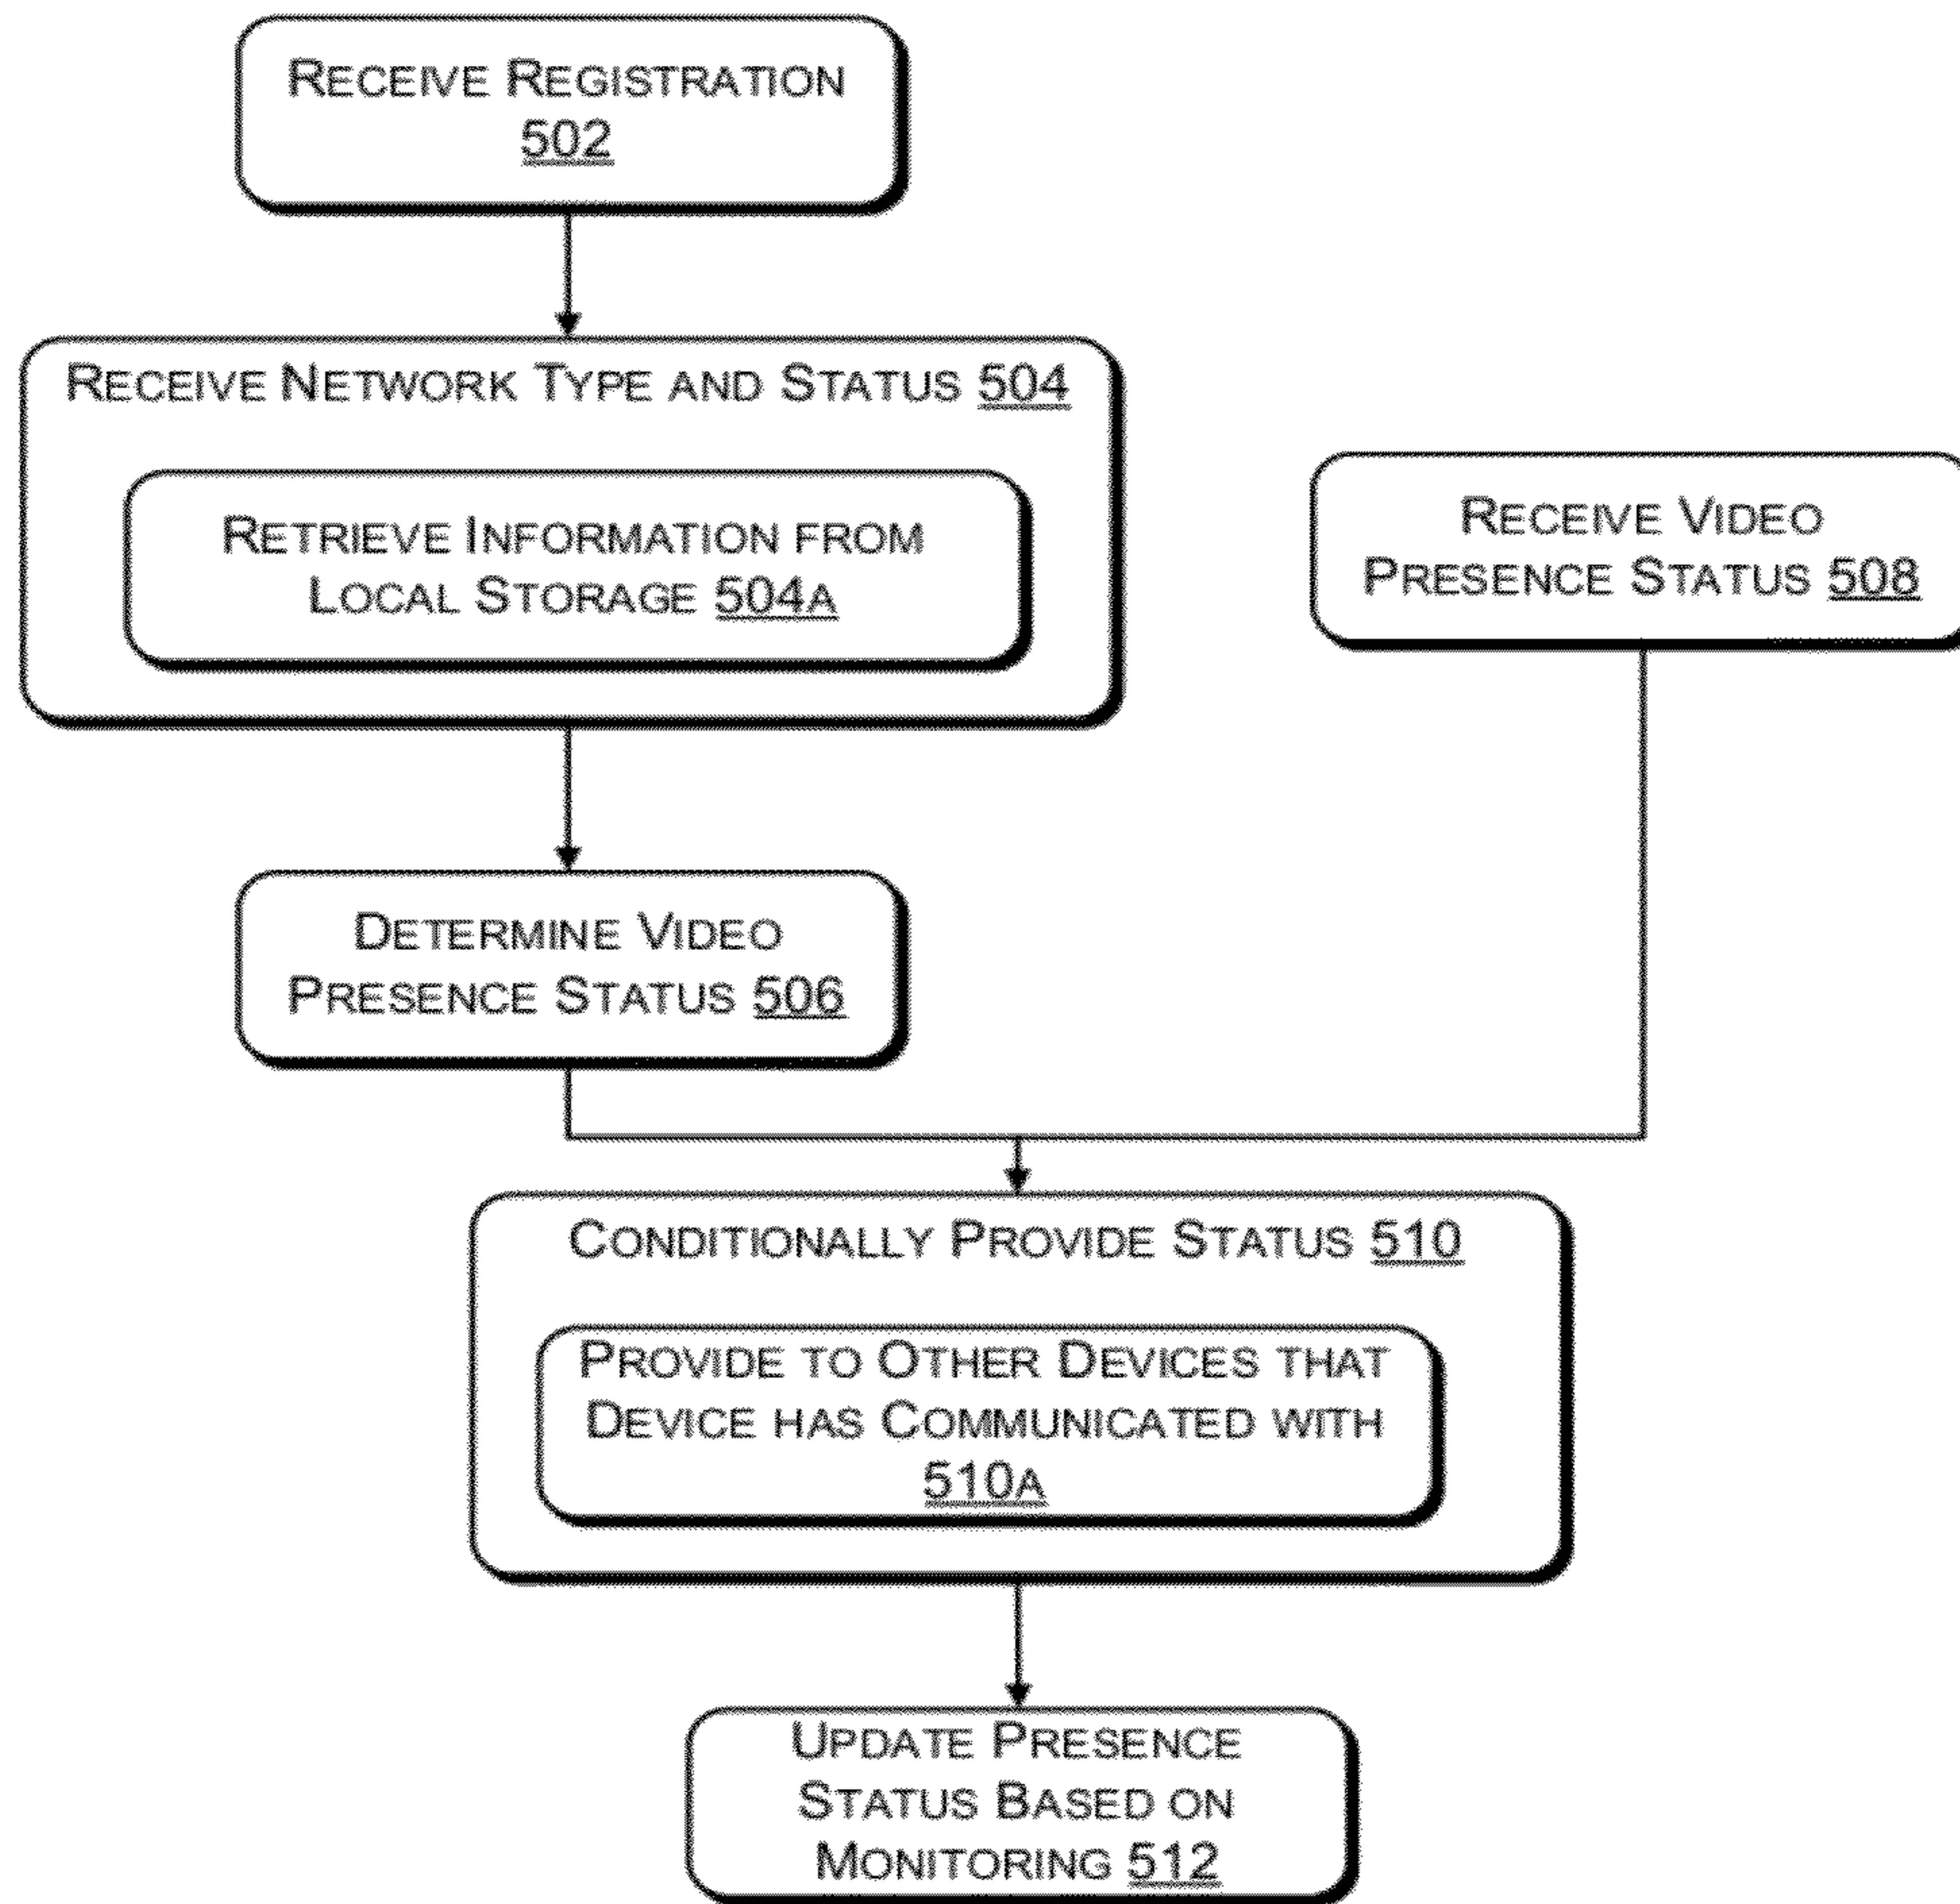 RECEIVE REGISTRATION
502
RECEIVE NETWORK TYPE AND STATUS 504
RETRIEVE INFORMATION FROM
LOCAL STORAGE 504A
RECEIVE VIDEO
PRESENCE STATUS 508
DETERMINE VIDEO
PRESENCE STATUS 506
CONDITIONALLY PROVIDE STATUS 510
PROVIDE TO OTHER DEVICES THAT
DEVICE HAS COMMUNICATED WITH
510A
UPDATE PRESENCE
STATUS BASED ON
MONITORING 512